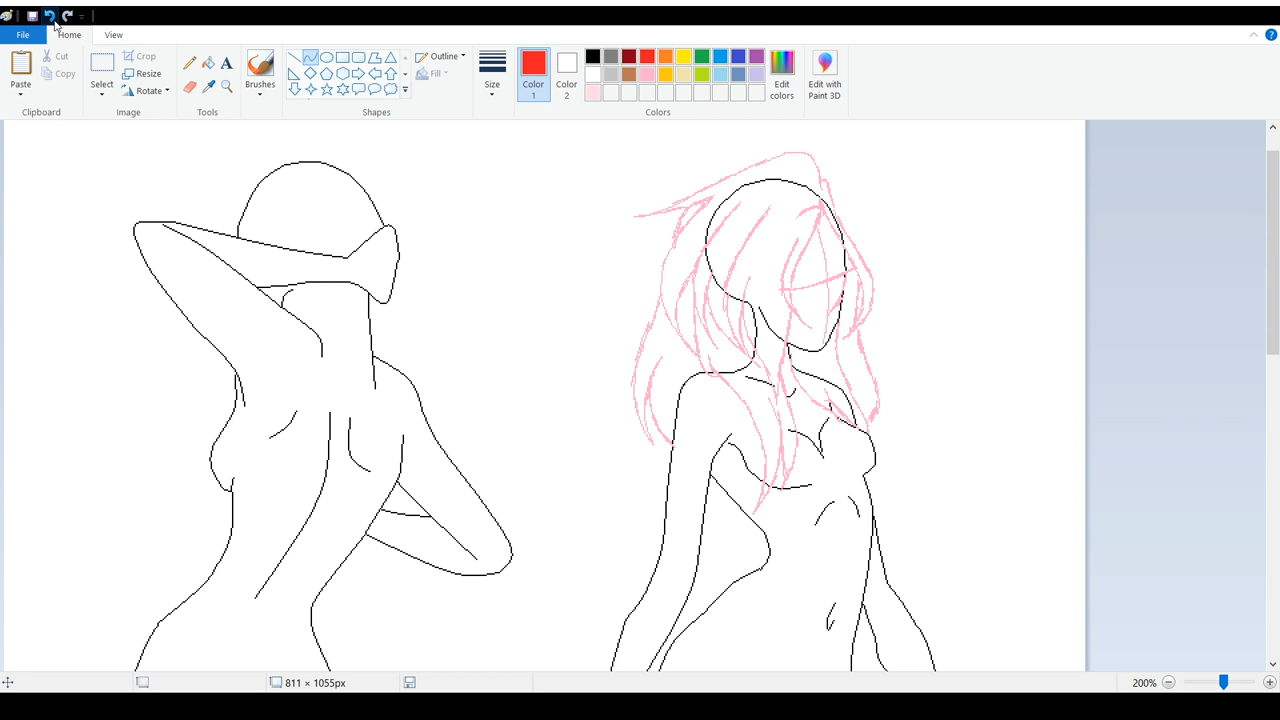 File Home View
Paste
Cut
Copy
Clipboard
Select
Crop
Resize
Rotate
Image
A
Tools
Brushes
Outline
Fill
Shapes
Size
Color 1
Color 2
Edit colors
Colors
Edit with Paint 3D
811 × 1055px
200%